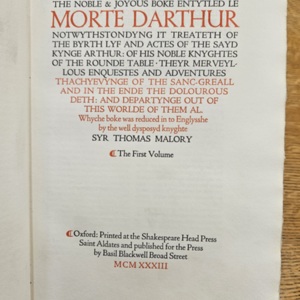 THE NOBLE & JOYOUS BOKE ENTYTLED LE
MORTE DARTHUR
NOTWYTHSTONDYNG IT TREATETH OF
THE BYRTH LYF AND ACTES OF THE SAYD
KYNGE ARTHUR: OF HIS NOBLE KNYGHTES
OF THE ROUNDE TABLE · THEYR MERVEYL-
LOUS ENQUESTES AND ADVENTURES
THACHYEVYNGE OF THE SANC-GREALL
AND IN THE ENDE THE DOLOUROUS
DETH: AND DEPARTYNGE OUT OF
THIS WORLDE OF THEM AL.
Whyche boke was reduced in to Englysshe
by the well dysposyd knyghte
SYR THOMAS MALORY
The First Volume
Oxford: Printed at the Shakespeare Head Press
Saint Aldates and published for the Press
by Basil Blackwell Broad Street
MCM XXXIII